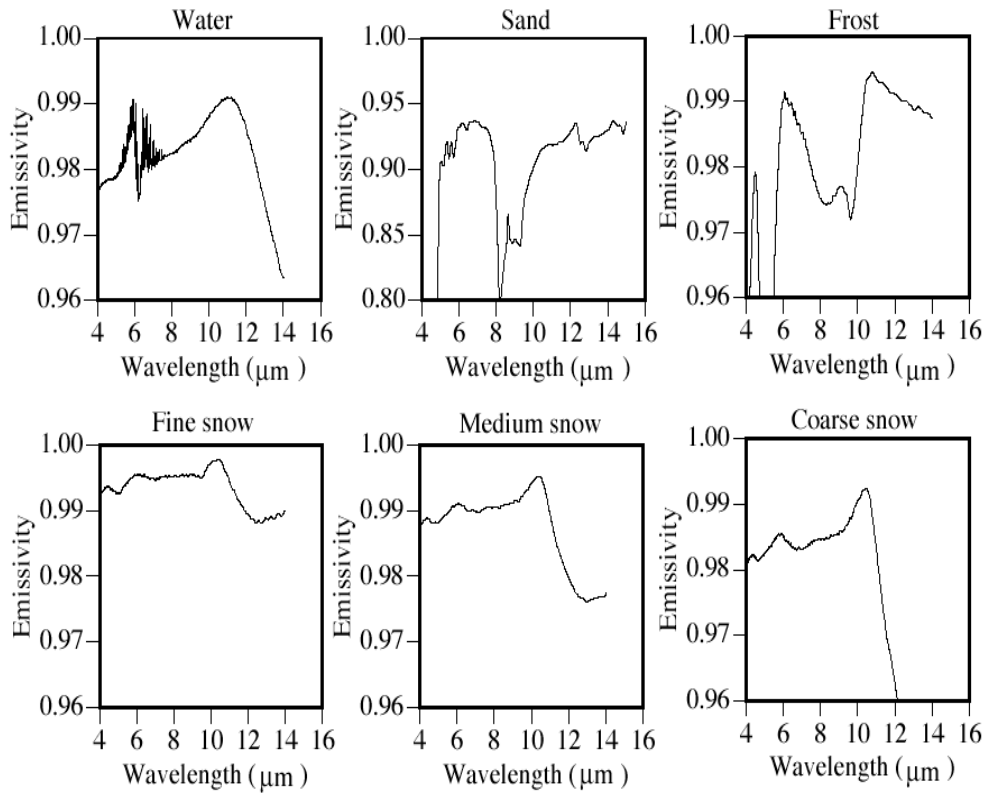 Water
1.00
0.99
0.98
0.97
0.96
Emissivity
4 6 8 10 12 14 16
Wavelength (μm )
Sand
1.00
0.95
0.90
0.85
0.80
Emissivity
4 6 8 10 12 14 16
Wavelength (μm )
Frost
1.00
0.99
0.98
0.97
0.96
Emissivity
4 6 8 10 12 14 16
Wavelength (μm )
Fine snow
1.00
0.99
0.98
0.97
0.96
Emissivity
4 6 8 10 12 14 16
Wavelength (μm )
Medium snow
1.00
0.99
0.98
0.97
0.96
Emissivity
4 6 8 10 12 14 16
Wavelength (μm )
Coarse snow
1.00
0.99
0.98
0.97
0.96
Emissivity
4 6 8 10 12 14 16
Wavelength (μm )